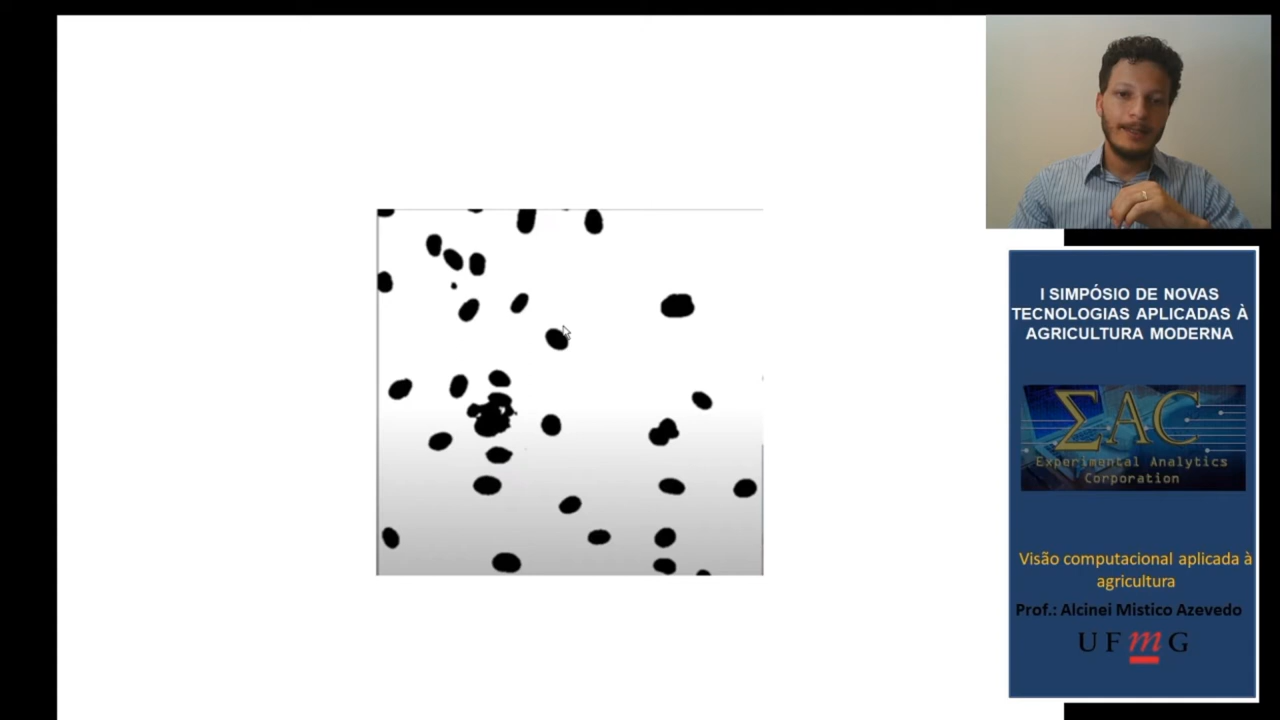 I SIMPÓSIO DE NOVAS
TECNOLOGIAS APLICADAS À
AGRICULTURA MODERNA
ΣAC
Experimental Analytics
Corporation
Visão computacional aplicada à
agricultura
Prof.: Alcinei Mistico Azevedo
UFmG